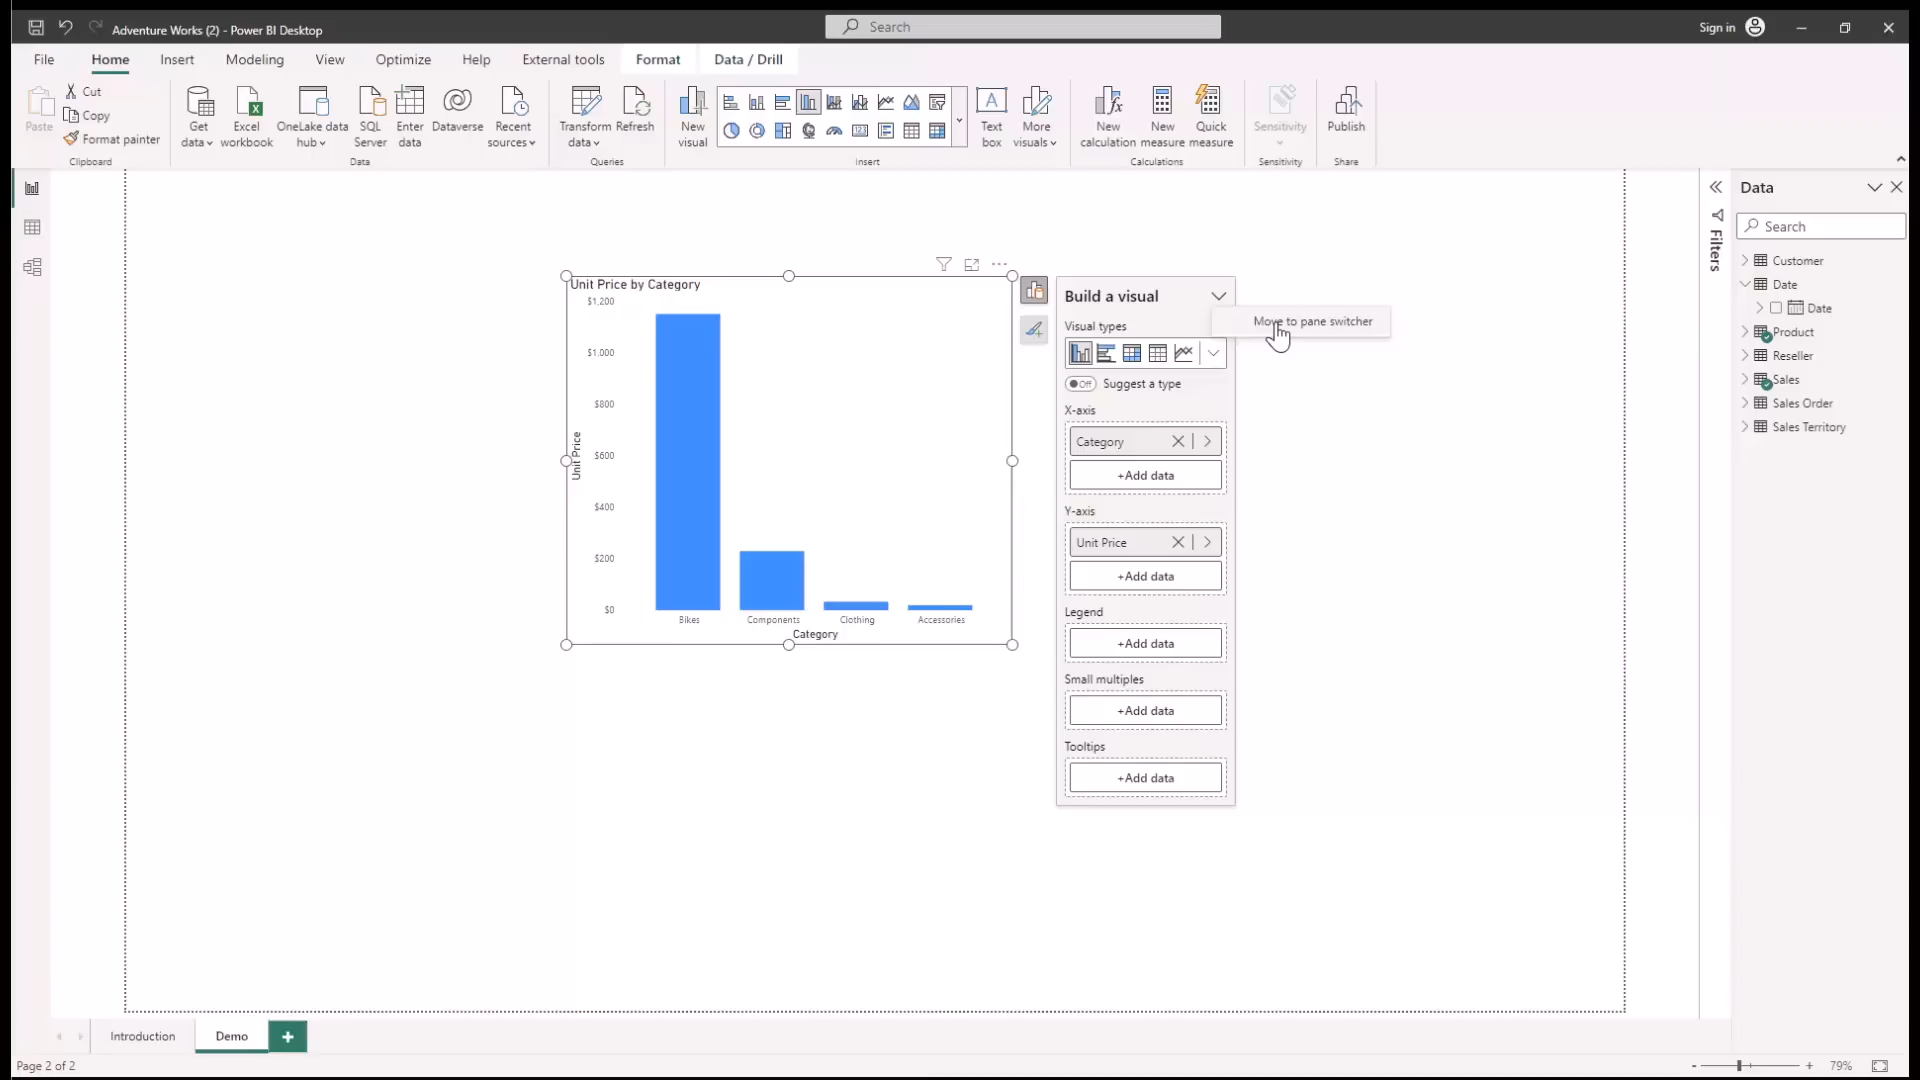 Adventure Works (2) - Power BI Desktop
Search
Sign in
File
Home
Insert
Modeling
View
Optimize
Help
External tools
Format
Data / Drill
Paste
Cut
Copy
Format painter
Clipboard
Get data
Excel workbook
OneLake data hub
SQL Server
Enter data
Dataverse
Recent sources
Data
Transform data
Refresh
Queries
New visual
Text box
More visuals
Insert
New calculation
New measure
Quick measure
Calculations
Sensitivity
Sensitivity
Publish
Share
Unit Price by Category
$1,200
$1,000
$800
$600
$400
$200
$0
Unit Price
Bikes
Components
Clothing
Accessories
Category
Build a visual
Move to pane switcher
Visual types
Off
Suggest a type
X-axis
Category
+Add data
Y-axis
Unit Price
+Add data
Legend
+Add data
Small multiples
+Add data
Tooltips
+Add data
Filters
Data
Search
Customer
Date
Date
Product
Reseller
Sales
Sales Order
Sales Territory
Introduction
Demo
Page 2 of 2
79%